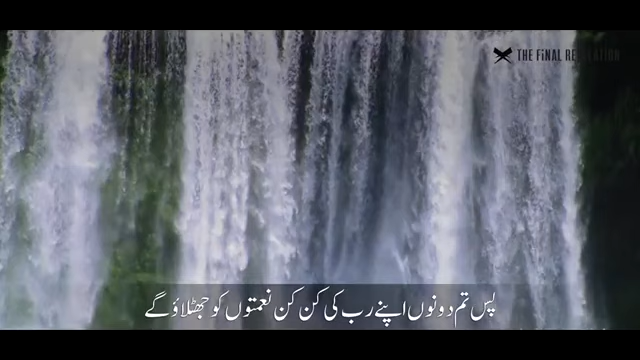 THE FINAL REVELATION
پس تم دونوں اپنے رب کی کن کن نعمتوں کو جھٹلاؤ گے